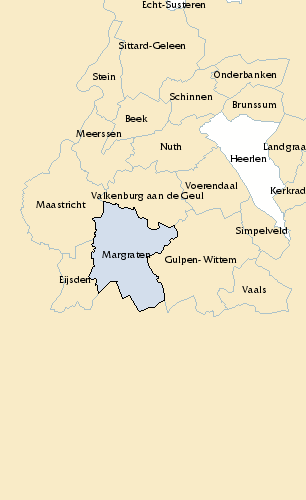 Echt-Susteren
Sittard-Geleen
Stein
Onderbanken
Schinnen
Brunssum
Beek
Meerssen
Nuth
Landgraa
Heerlen
Voerendaal
Kerkrad
Valkenburg aan de Geul
Maastricht
Simpelveld
Margraten
Gulpen- Wittem
Eijsden
Vaals